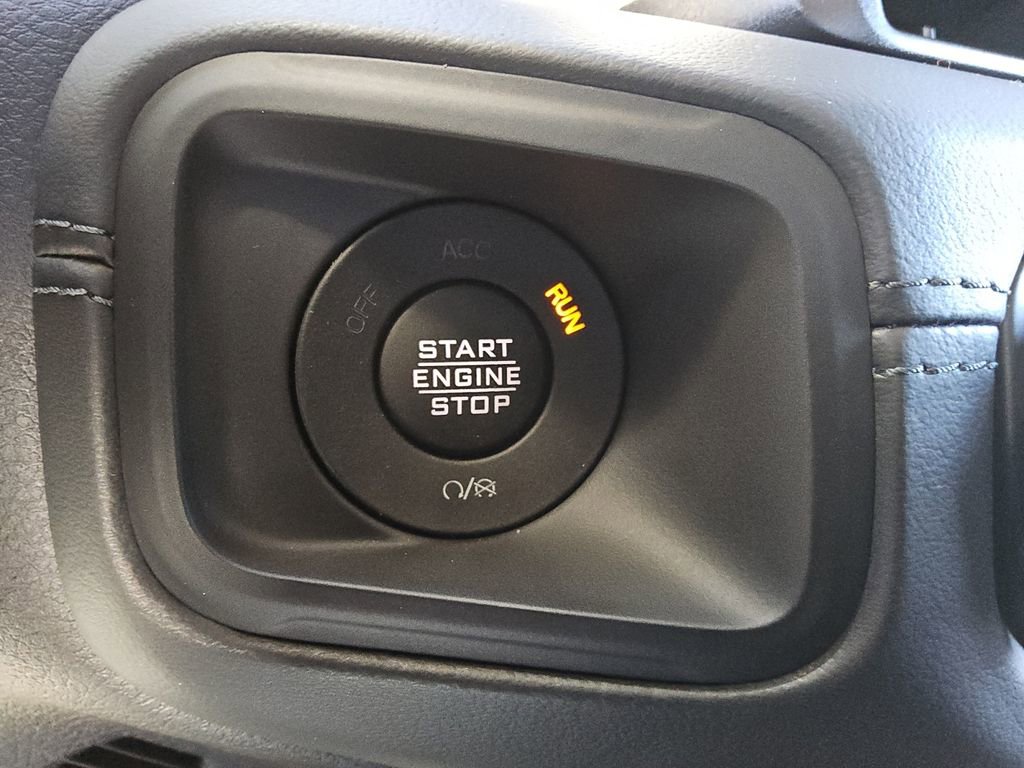 ACC
OFF
RUN
START
ENGINE
STOP